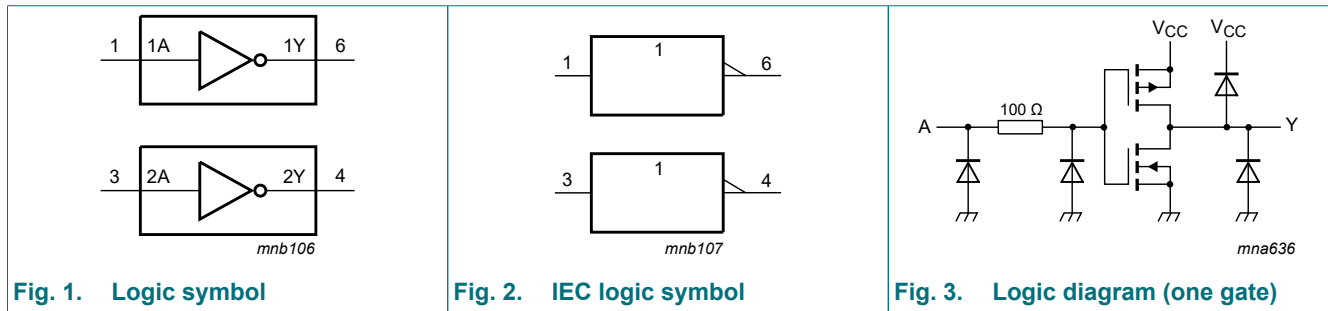 1 1A 1Y 6
3 2A 2Y 4
mnb106
Fig. 1. Logic symbol
1
1 6
1
3 4
mnb107
Fig. 2. IEC logic symbol
VCC VCC
100 Ω
A Y
mna636
Fig. 3. Logic diagram (one gate)